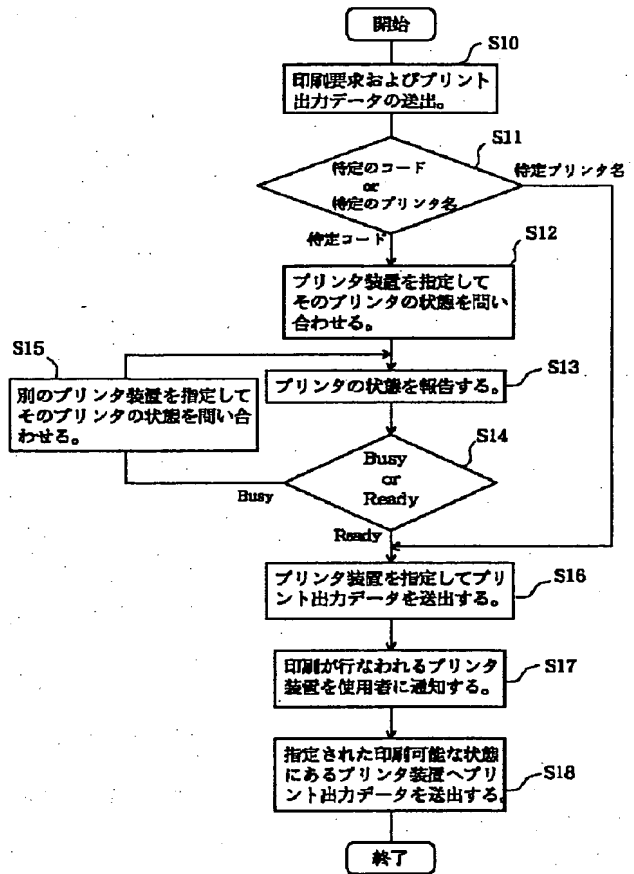 開始
S10
印刷要求およびプリント
出力データの送出。
S11
特定のコード
or
特定のプリンタ名
特定プリンタ名
特定コード
S12
プリンタ装置を指定して
そのプリンタの状態を問い
合わせる。
S15
別のプリンタ装置を指定して
そのプリンタの状態を問い合
わせる。
S13
プリンタの状態を報告する。
S14
Busy
or
Ready
Busy
Ready
プリンタ装置を指定してプリ
ント出力データを送出する。
S16
印刷が行なわれるプリンタ
装置を使用者に通知する。
S17
指定された印刷可能な状態
にあるプリンタ装置へプリ
ント出力データを送出する。
S18
終了